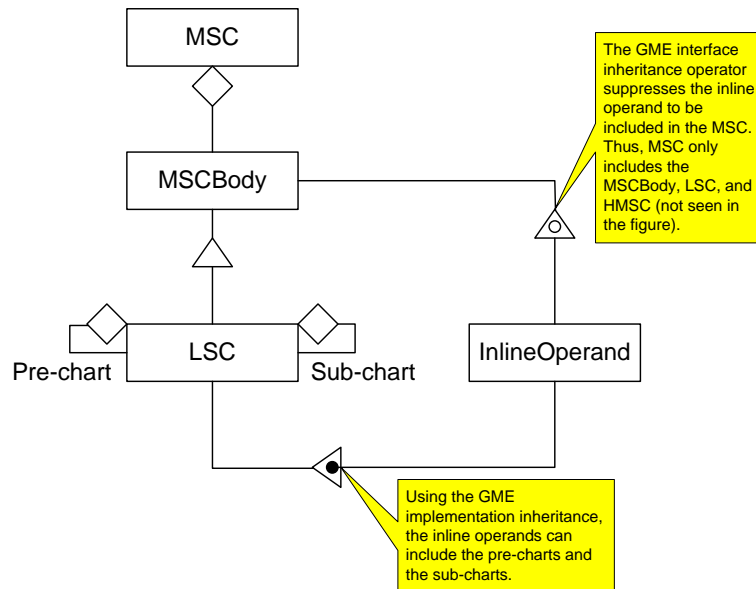 MSC
The GME interface
inheritance operator
suppresses the inline
operand to be
included in the MSC.
Thus, MSC only
includes the
MSCBody, LSC, and
HMSC (not seen in
the figure).
MSCBody
LSC
InlineOperand
Pre-chart
Sub-chart
Using the GME
implementation inheritance,
the inline operands can
include the pre-charts and
the sub-charts.